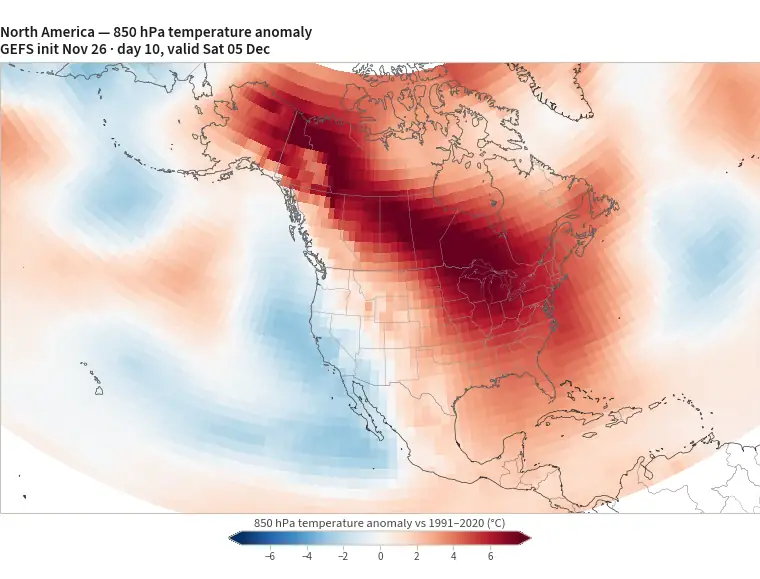 North America — 850 hPa temperature anomaly
GEFS init Nov 26 · day 10, valid Sat 05 Dec
850 hPa temperature anomaly vs 1991–2020 (°C)
−6 −4 −2 0 2 4 6